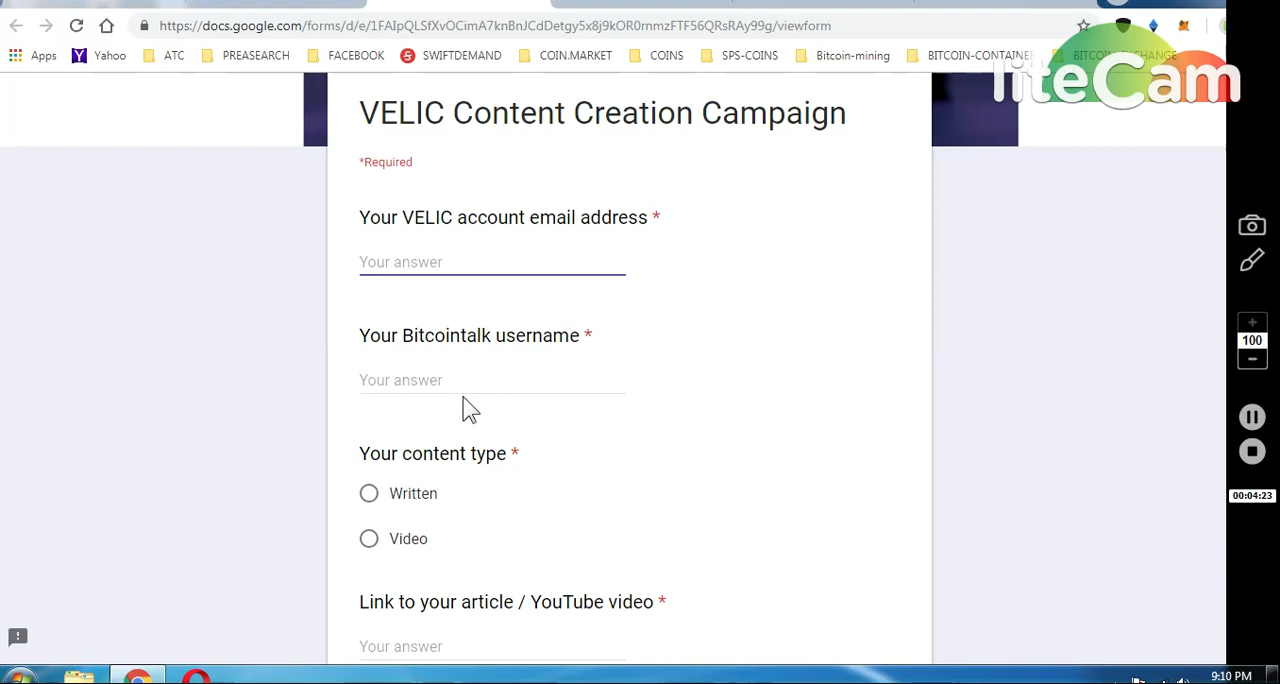 https://docs.google.com/forms/d/e/1FAIpQLSfXvOCimA7knBnJCdDetgy5x8j9kOR0rnmzFTF56QRsRAy99g/viewform
Apps Yahoo ATC PREASEARCH FACEBOOK SWIFTDEMAND COIN.MARKET COINS SPS-COINS Bitcoin-mining BITCOIN-CONTAINE BITCOIN-EXCHANGE
liteCam
VELIC Content Creation Campaign
*Required
Your VELIC account email address *
Your answer
Your Bitcointalk username *
Your answer
100
Your content type *
Written
00:04:23
Video
Link to your article / YouTube video *
Your answer
9:10 PM